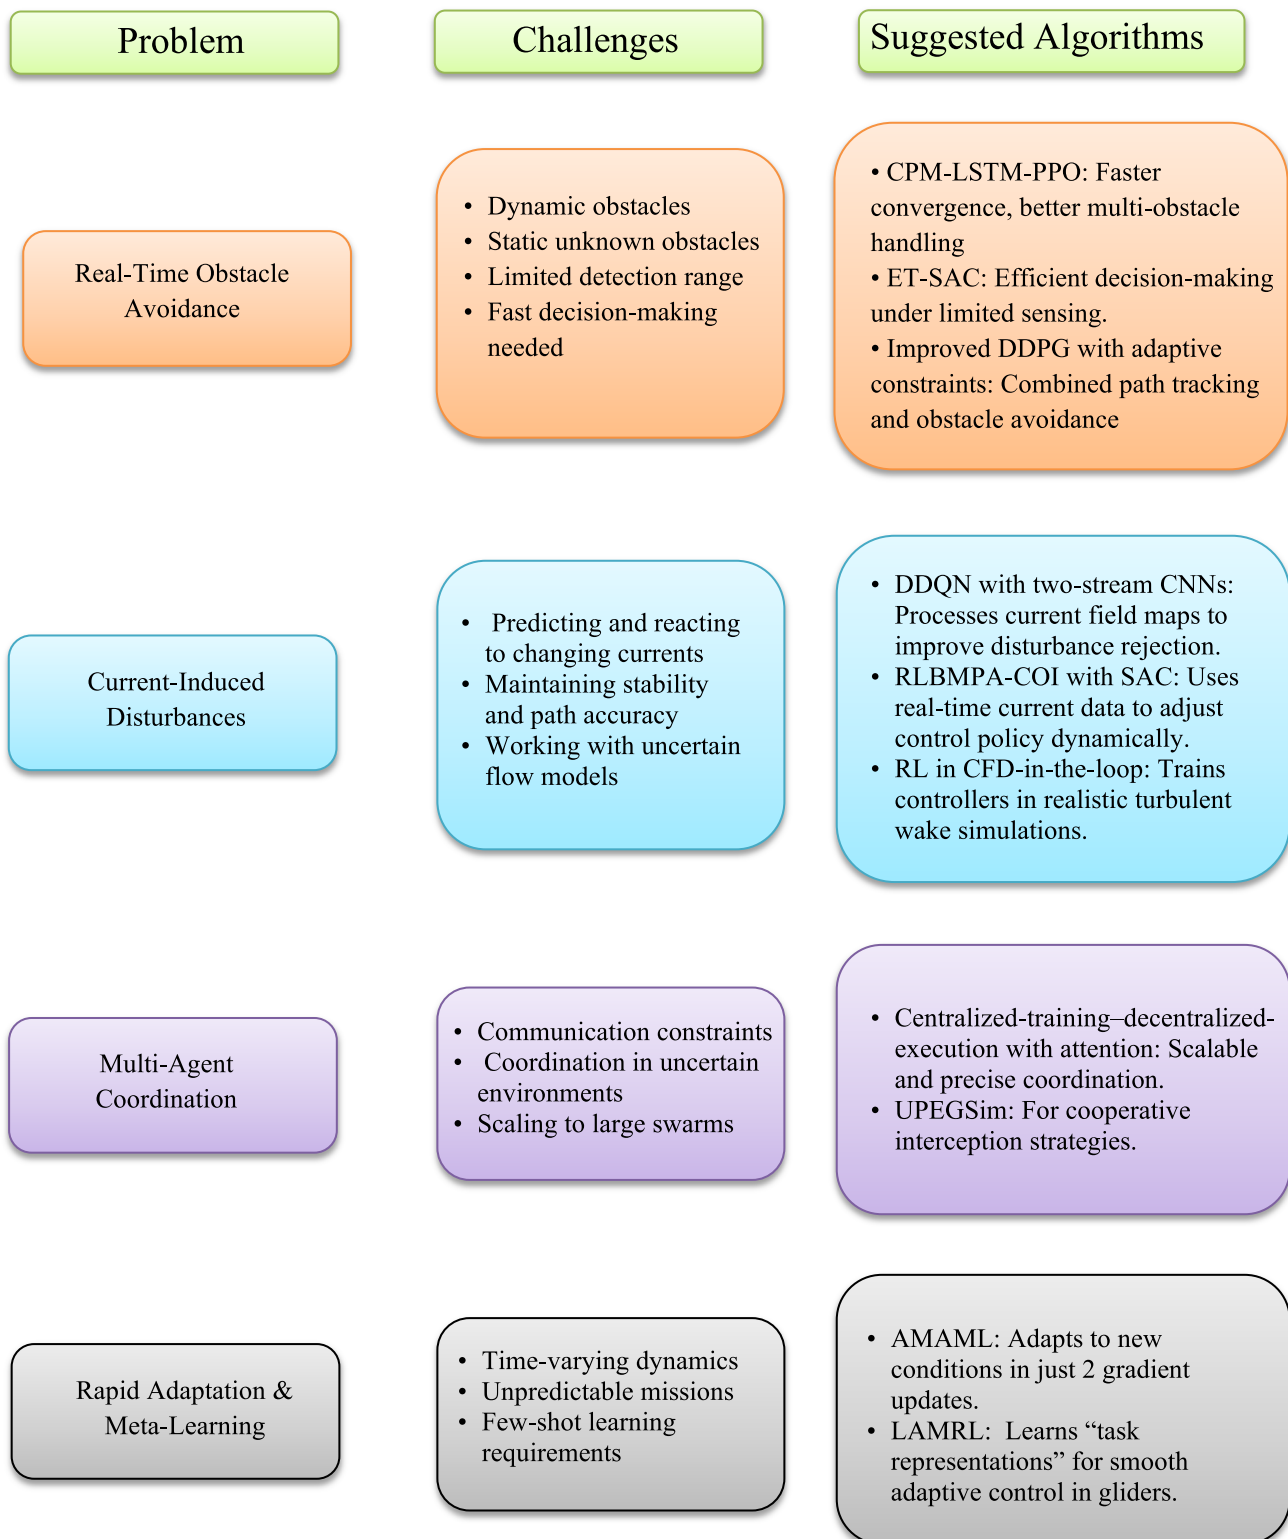 Problem
Challenges
Suggested Algorithms
Real-Time Obstacle
Avoidance
• Dynamic obstacles
• Static unknown obstacles
• Limited detection range
• Fast decision-making
needed
• CPM-LSTM-PPO: Faster
convergence, better multi-obstacle
handling
• ET-SAC: Efficient decision-making
under limited sensing.
• Improved DDPG with adaptive
constraints: Combined path tracking
and obstacle avoidance
Current-Induced
Disturbances
• Predicting and reacting
to changing currents
• Maintaining stability
and path accuracy
• Working with uncertain
flow models
• DDQN with two-stream CNNs:
Processes current field maps to
improve disturbance rejection.
• RLBMPA-COI with SAC: Uses
real-time current data to adjust
control policy dynamically.
• RL in CFD-in-the-loop: Trains
controllers in realistic turbulent
wake simulations.
Multi-Agent
Coordination
• Communication constraints
• Coordination in uncertain
environments
• Scaling to large swarms
• Centralized-training–decentralized-
execution with attention: Scalable
and precise coordination.
• UPEGSim: For cooperative
interception strategies.
Rapid Adaptation &
Meta-Learning
• Time-varying dynamics
• Unpredictable missions
• Few-shot learning
requirements
• AMAML: Adapts to new
conditions in just 2 gradient
updates.
• LAMRL: Learns “task
representations” for smooth
adaptive control in gliders.